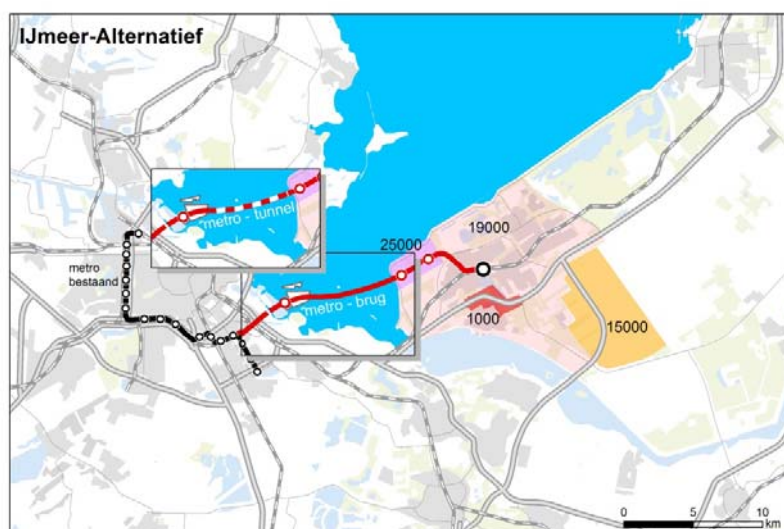 IJmeer-Alternatief
metro - tunnel
metro
bestaand
25000
19000
metro - brug
1000
15000
0
5
10
km